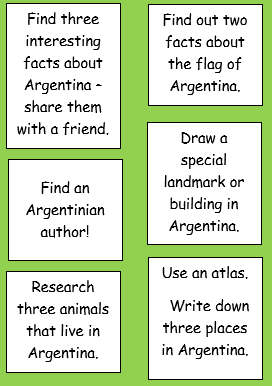 Find three
interesting
facts about
Argentina ~
share them
with a friend.
Find out two
facts about
the flag of
Argentina.
Find an
Argentinian
author!
Draw a
special
landmark or
building in
Argentina.
Research
three animals
that live in
Argentina.
Use an atlas.
Write down
three places
in Argentina.